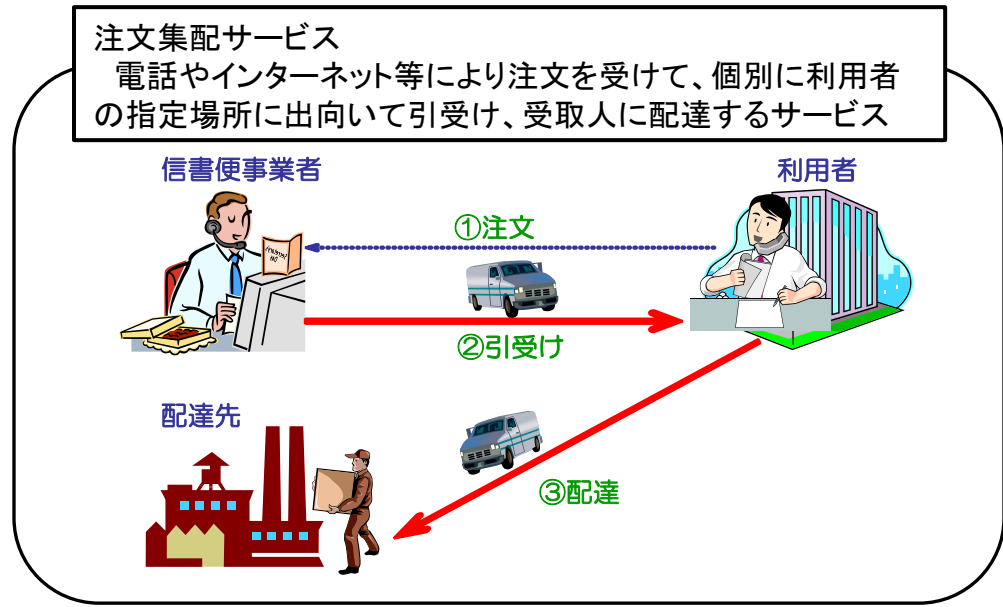 注文集配サービス
電話やインターネット等により注文を受けて、個別に利用者
の指定場所に出向いて引受け、受取人に配達するサービス
信書便事業者
利用者
①注文
②引受け
配達先
③配達